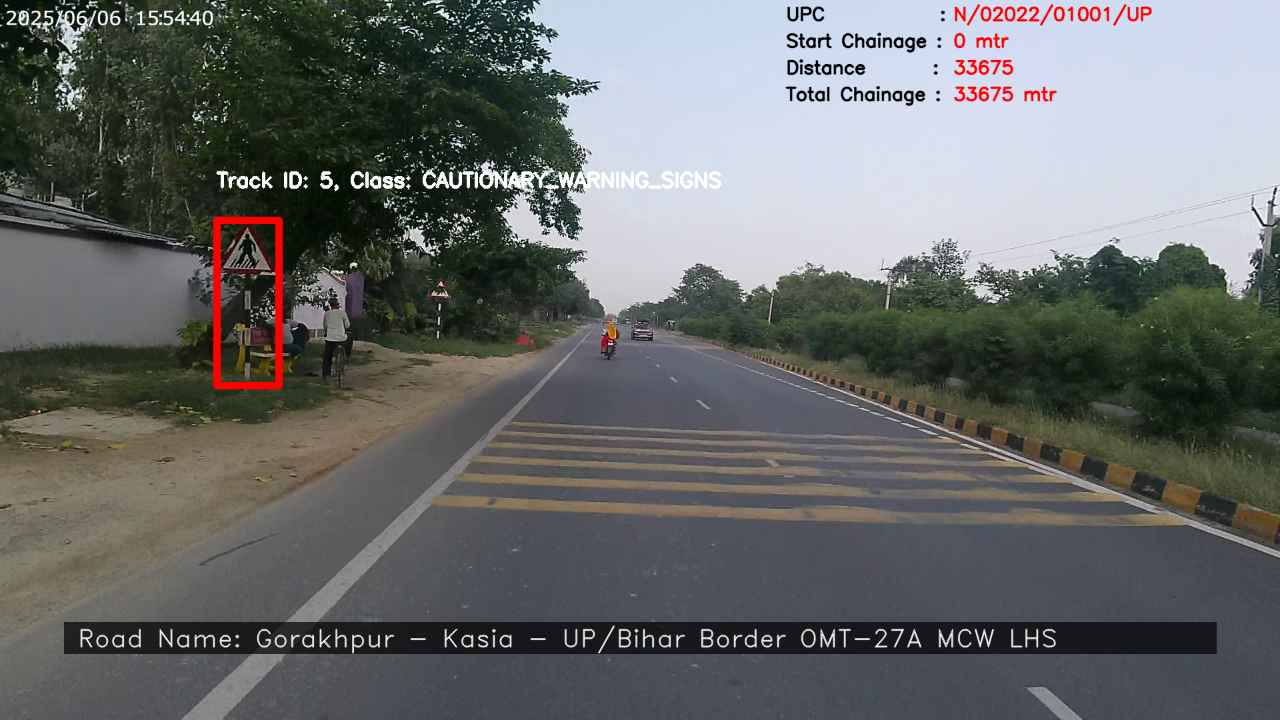 2025/06/06 15:54:40
UPC : N/02022/01001/UP
Start Chainage : 0 mtr
Distance : 33675
Total Chainage : 33675 mtr
Track ID: 5, Class: CAUTIONARY_WARNING_SIGNS
Road Name: Gorakhpur - Kasia - UP/Bihar Border OMT-27A MCW LHS